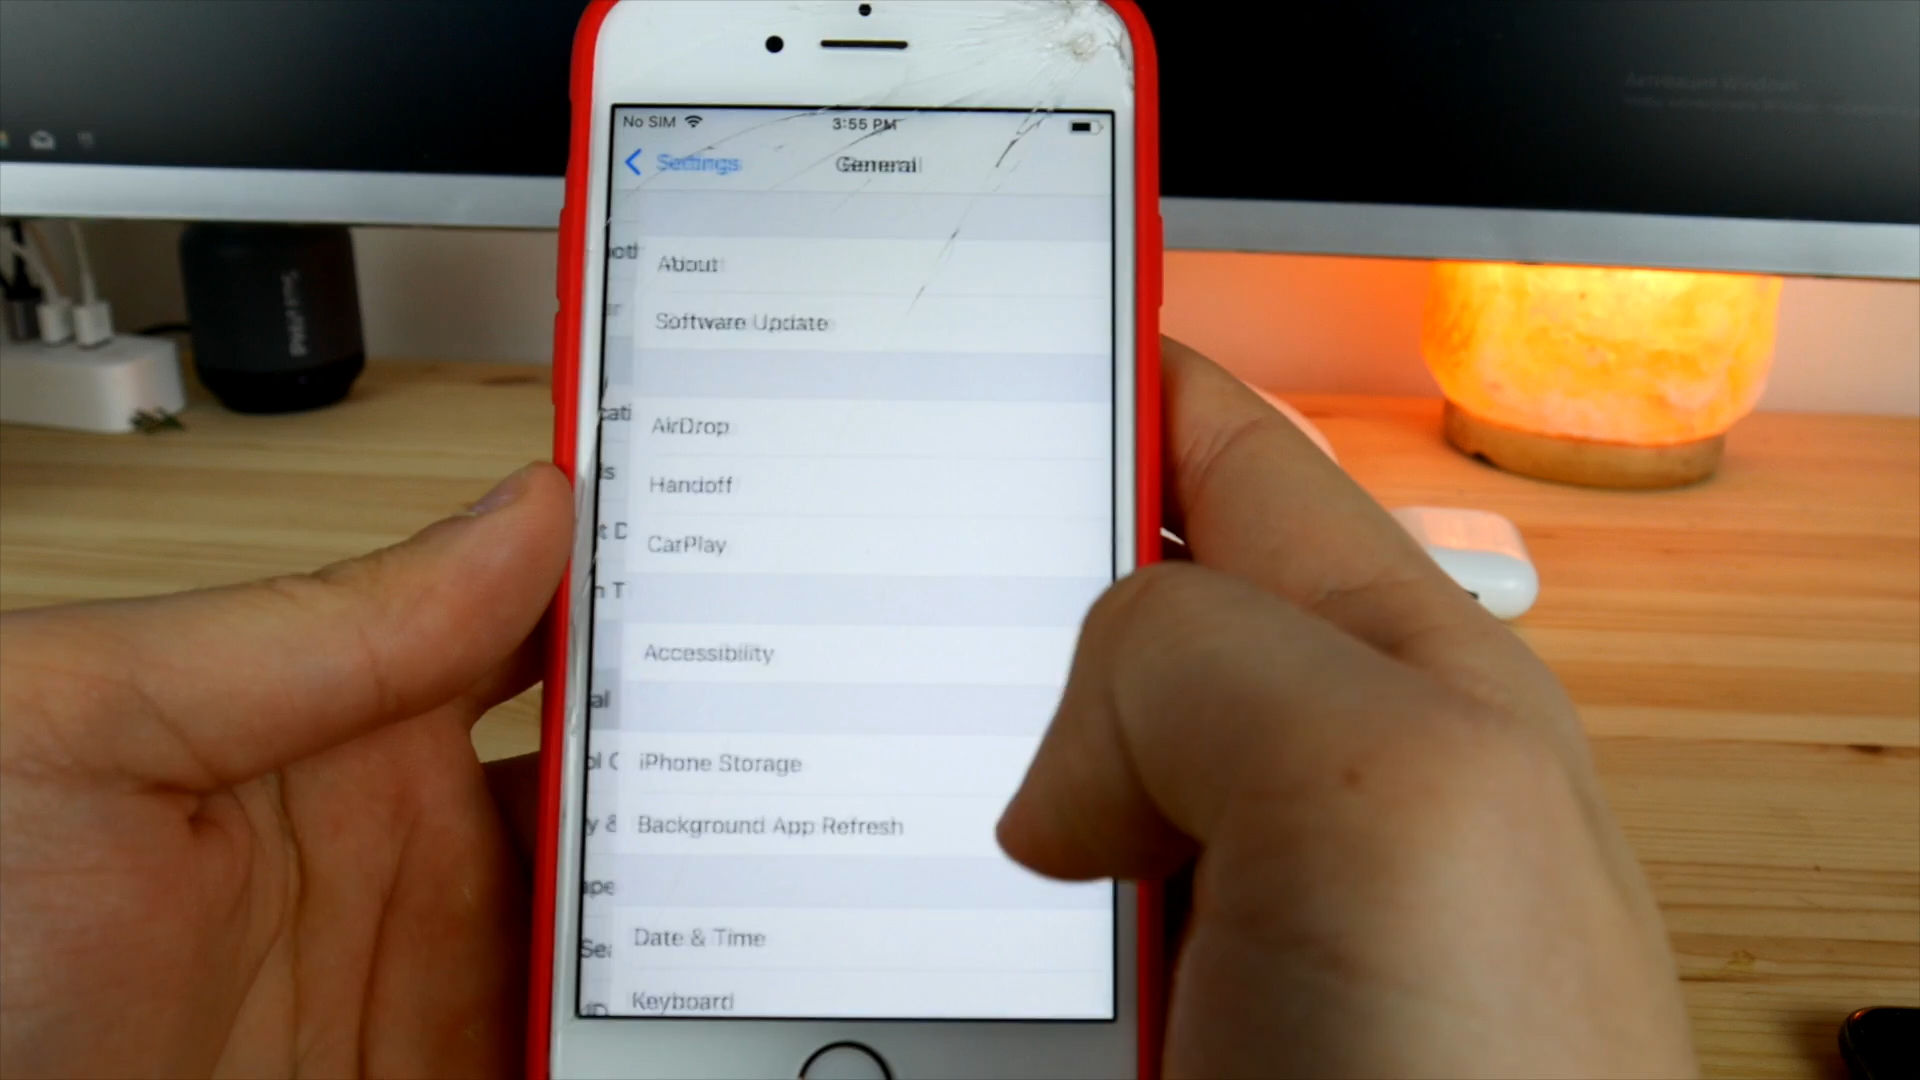 No SIM 3:55 PM
Settings General
About
Software Update
AirDrop
Handoff
CarPlay
Accessibility
iPhone Storage
Background App Refresh
Date & Time
Keyboard
PHILIPS